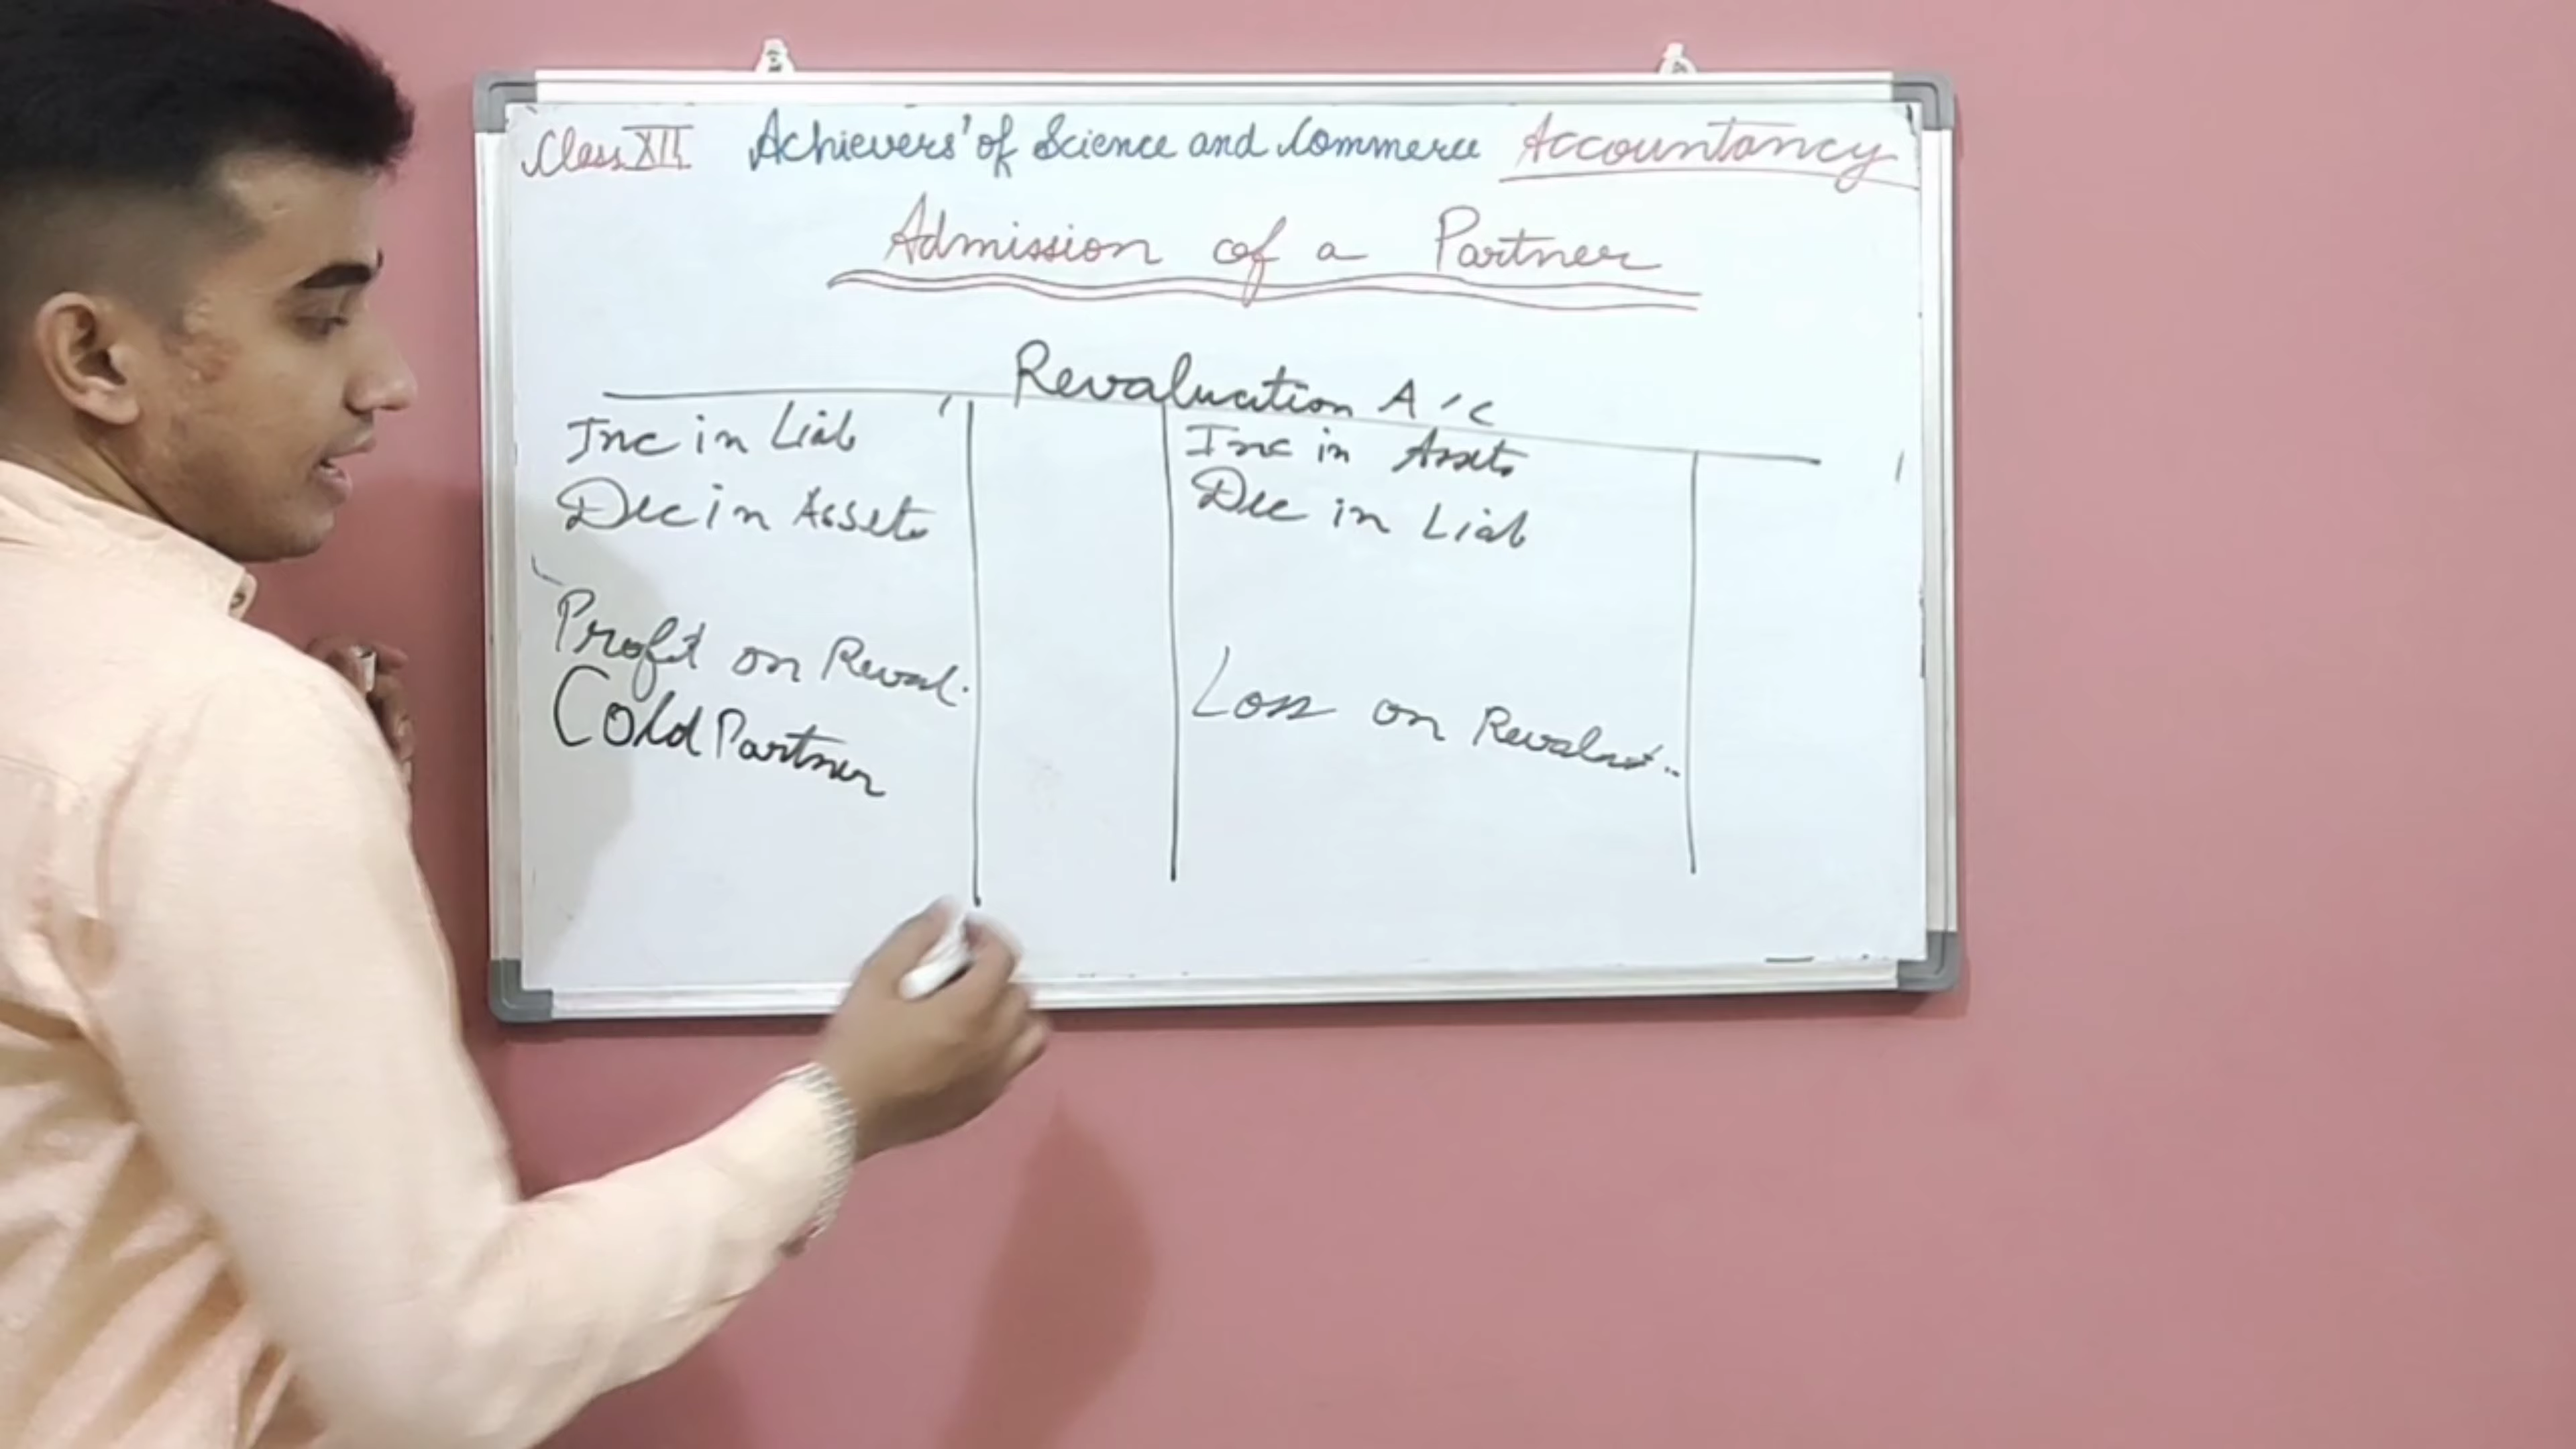 Class XII Achievers' of Science and Commerce Accountancy
Admission of a Partner
Revaluation A/c
Inc in Liab
Dec in Assets
Profit on Reval.
(Old Partner
Inc in Assets
Dec in Liab
Loss on Revaluat..